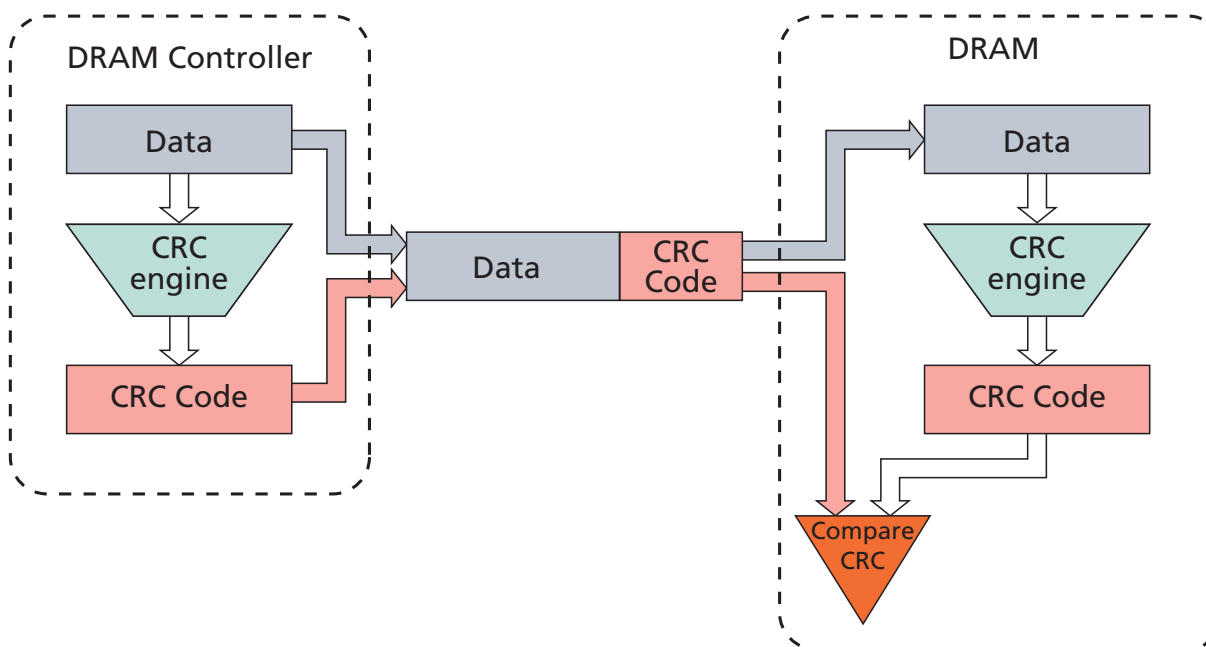 DRAM Controller
Data
CRC
engine
CRC Code
Data
CRC
Code
DRAM
Data
CRC
engine
CRC Code
Compare
CRC